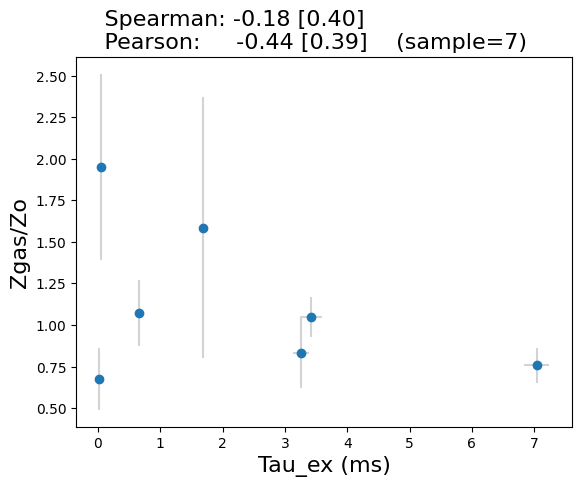 Spearman: -0.18 [0.40]
Pearson: -0.44 [0.39] (sample=7)
2.50
2.25
2.00
1.75
1.50
1.25
1.00
0.75
0.50
Zgas/Zo
0 1 2 3 4 5 6 7
Tau_ex (ms)